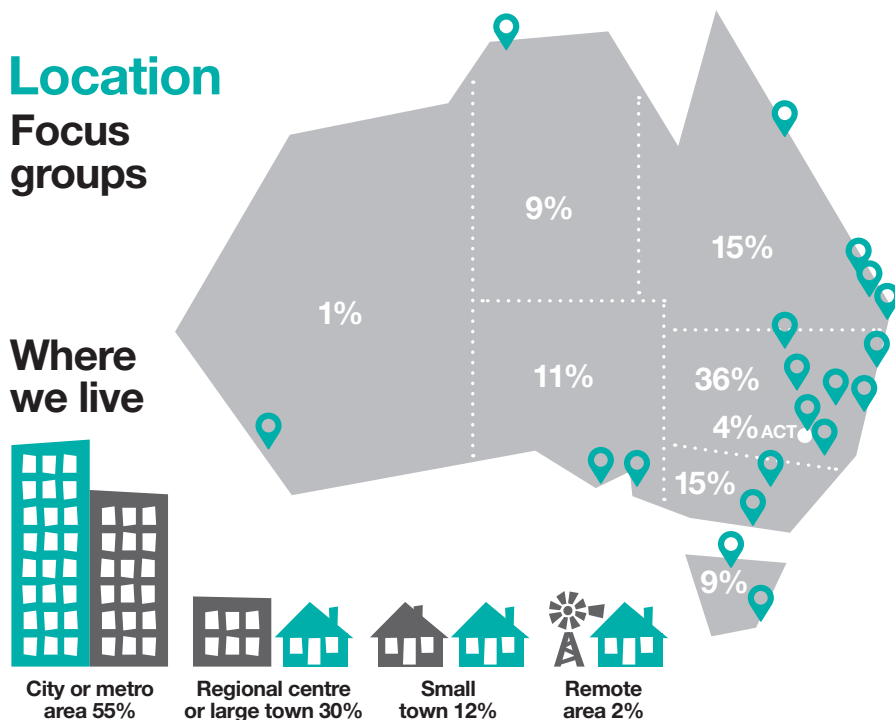 Location
Focus
groups
9%
15%
1%
11%
36%
4% ACT
15%
9%
Where
we live
City or metro
area 55%
Regional centre
or large town 30%
Small
town 12%
Remote
area 2%